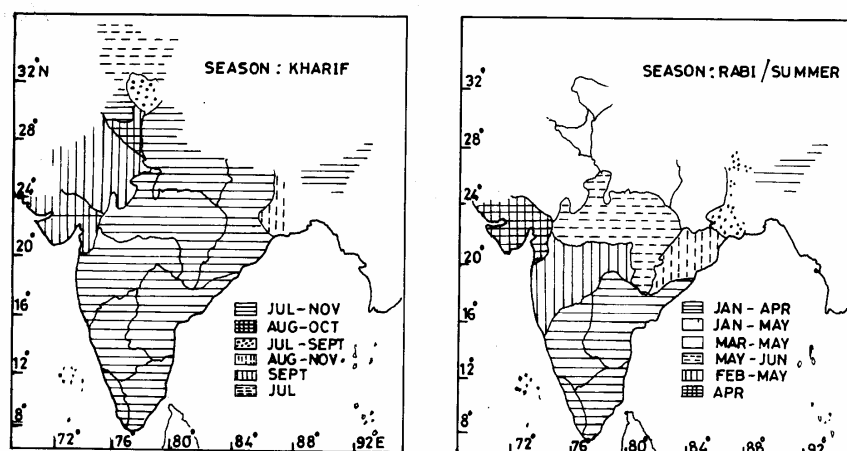 SEASON: KHARIF
32°N
28°
24°
20°
16°
12°
8°
72°
76°
80°
84°
88°
92°E
JUL-NOV
AUG-OCT
JUL-SEPT
AUG-NOV.
SEPT
JUL
SEASON: RABI/SUMMER
32°
28°
24°
20°
16°
12°
8°
72°
76°
80°
84°
88°
92°
JAN-APR
JAN-MAY
MAR-MAY
MAY-JUN
FEB-MAY
APR